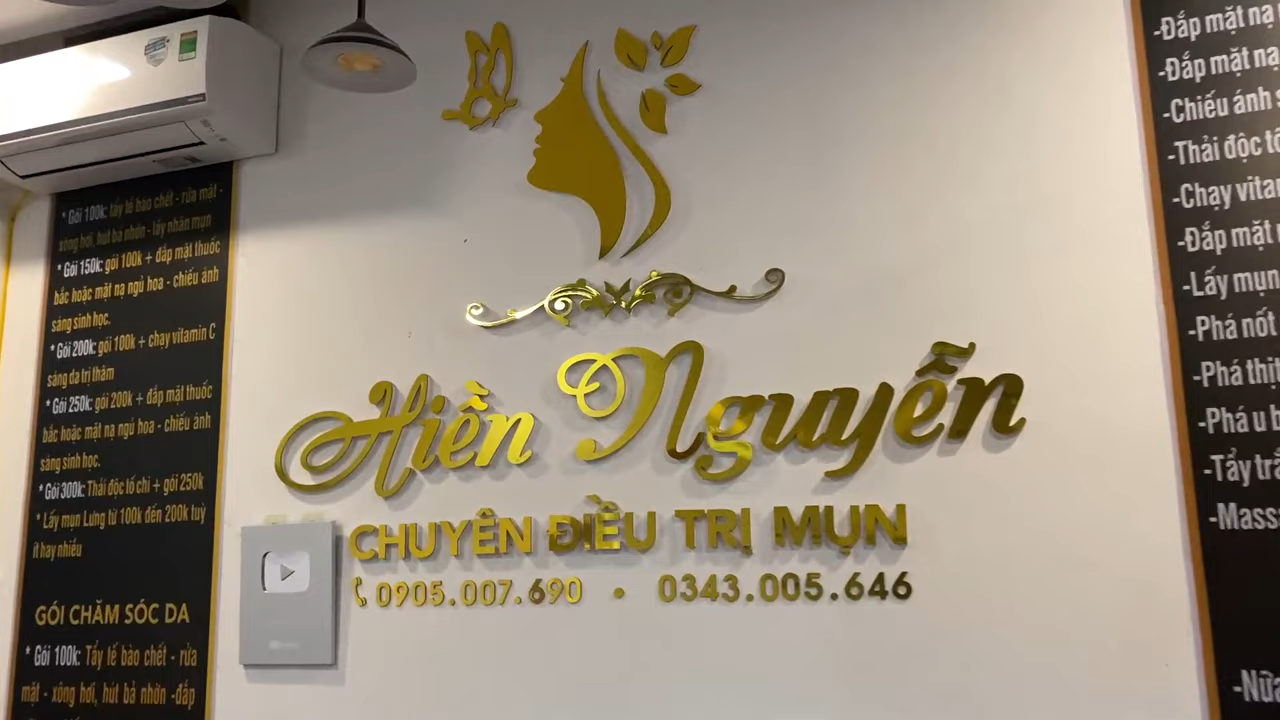 * Gói 100k: tẩy tế bào chết - rửa mặt -
xông hơi, hút bã nhờn - lấy nhân mụn
* Gói 150k: gói 100k + đắp mặt thuốc
bắc hoặc mặt nạ ngủ hoa - chiếu ánh
sáng sinh học.
* Gói 200k: gói 100k + chạy vitamin C
sáng da trị thâm
* Gói 250k: gói 200k + đắp mặt thuốc
bắc hoặc mặt nạ ngủ hoa - chiếu ánh
sáng sinh học.
* Gói 300k: Thải độc tố chì + gói 250k
* Lấy mụn Lưng từ 100k đến 200k tuỳ
ít hay nhiều
GÓI CHĂM SÓC DA
* Gói 100k: Tẩy tế bào chết - rửa
mặt - xông hơi, hút bã nhờn -đắp
Hiền Nguyễn
CHUYÊN ĐIỀU TRỊ MỤN
0905.007.690 • 0343.005.646
-Đắp mặt nạ
-Đắp mặt nạ
-Chiếu ánh
-Thải độc
-Chạy
-Đắp mặt
-Lấy mụn
-Phá nốt
-Phá
-Phá u
-Tẩy